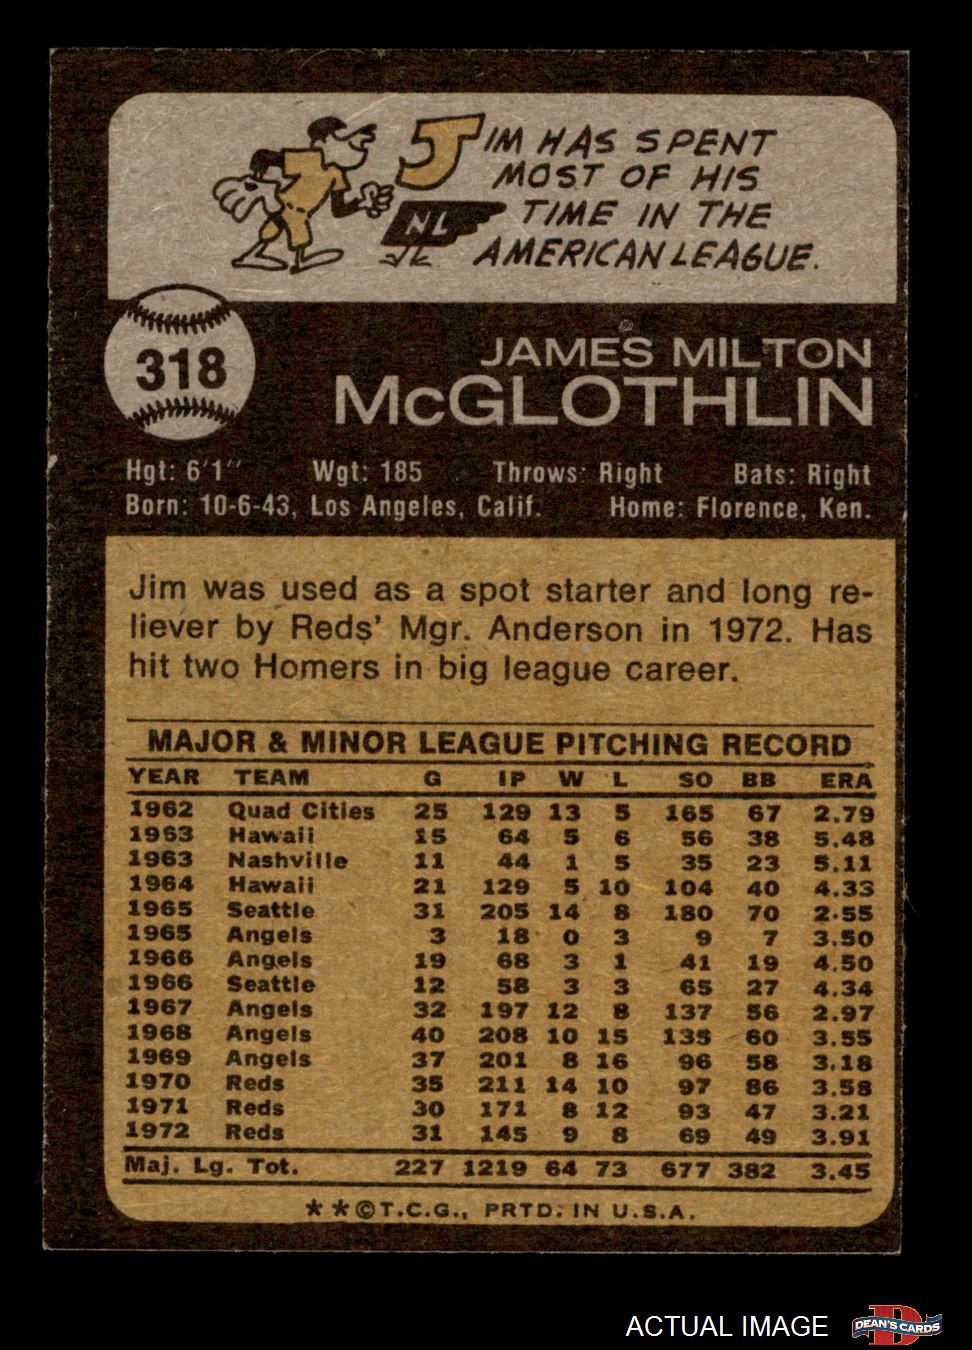 JIM HAS SPENT
MOST OF HIS
NL TIME IN THE
AMERICAN LEAGUE.
318
JAMES MILTON
McGLOTHLIN
Hgt: 6'1" Wgt: 185 Throws: Right Bats: Right
Born: 10-6-43, Los Angeles, Calif. Home: Florence, Ken.
Jim was used as a spot starter and long re-
liever by Reds' Mgr. Anderson in 1972. Has
hit two Homers in big league career.
MAJOR & MINOR LEAGUE PITCHING RECORD
YEAR TEAM G IP W L SO BB ERA
1962 Quad Cities 25 129 13 5 165 67 2.79
1963 Hawaii 15 64 5 6 56 38 5.48
1963 Nashville 11 44 1 5 35 23 5.11
1964 Hawaii 21 129 5 10 104 40 4.33
1965 Seattle 31 205 14 8 180 70 2.55
1965 Angels 3 18 0 3 9 7 3.50
1966 Angels 19 68 3 1 41 19 4.50
1966 Seattle 12 58 3 3 65 27 4.34
1967 Angels 32 197 12 8 137 56 2.97
1968 Angels 40 208 10 15 135 60 3.55
1969 Angels 37 201 8 16 96 58 3.18
1970 Reds 35 211 14 10 97 86 3.58
1971 Reds 30 171 8 12 93 47 3.21
1972 Reds 31 145 9 8 69 49 3.91
Maj. Lg. Tot. 227 1219 64 73 677 382 3.45
**©T.C.G., PRTD. IN U.S.A.
ACTUAL IMAGE
D
DEAN'S CARDS